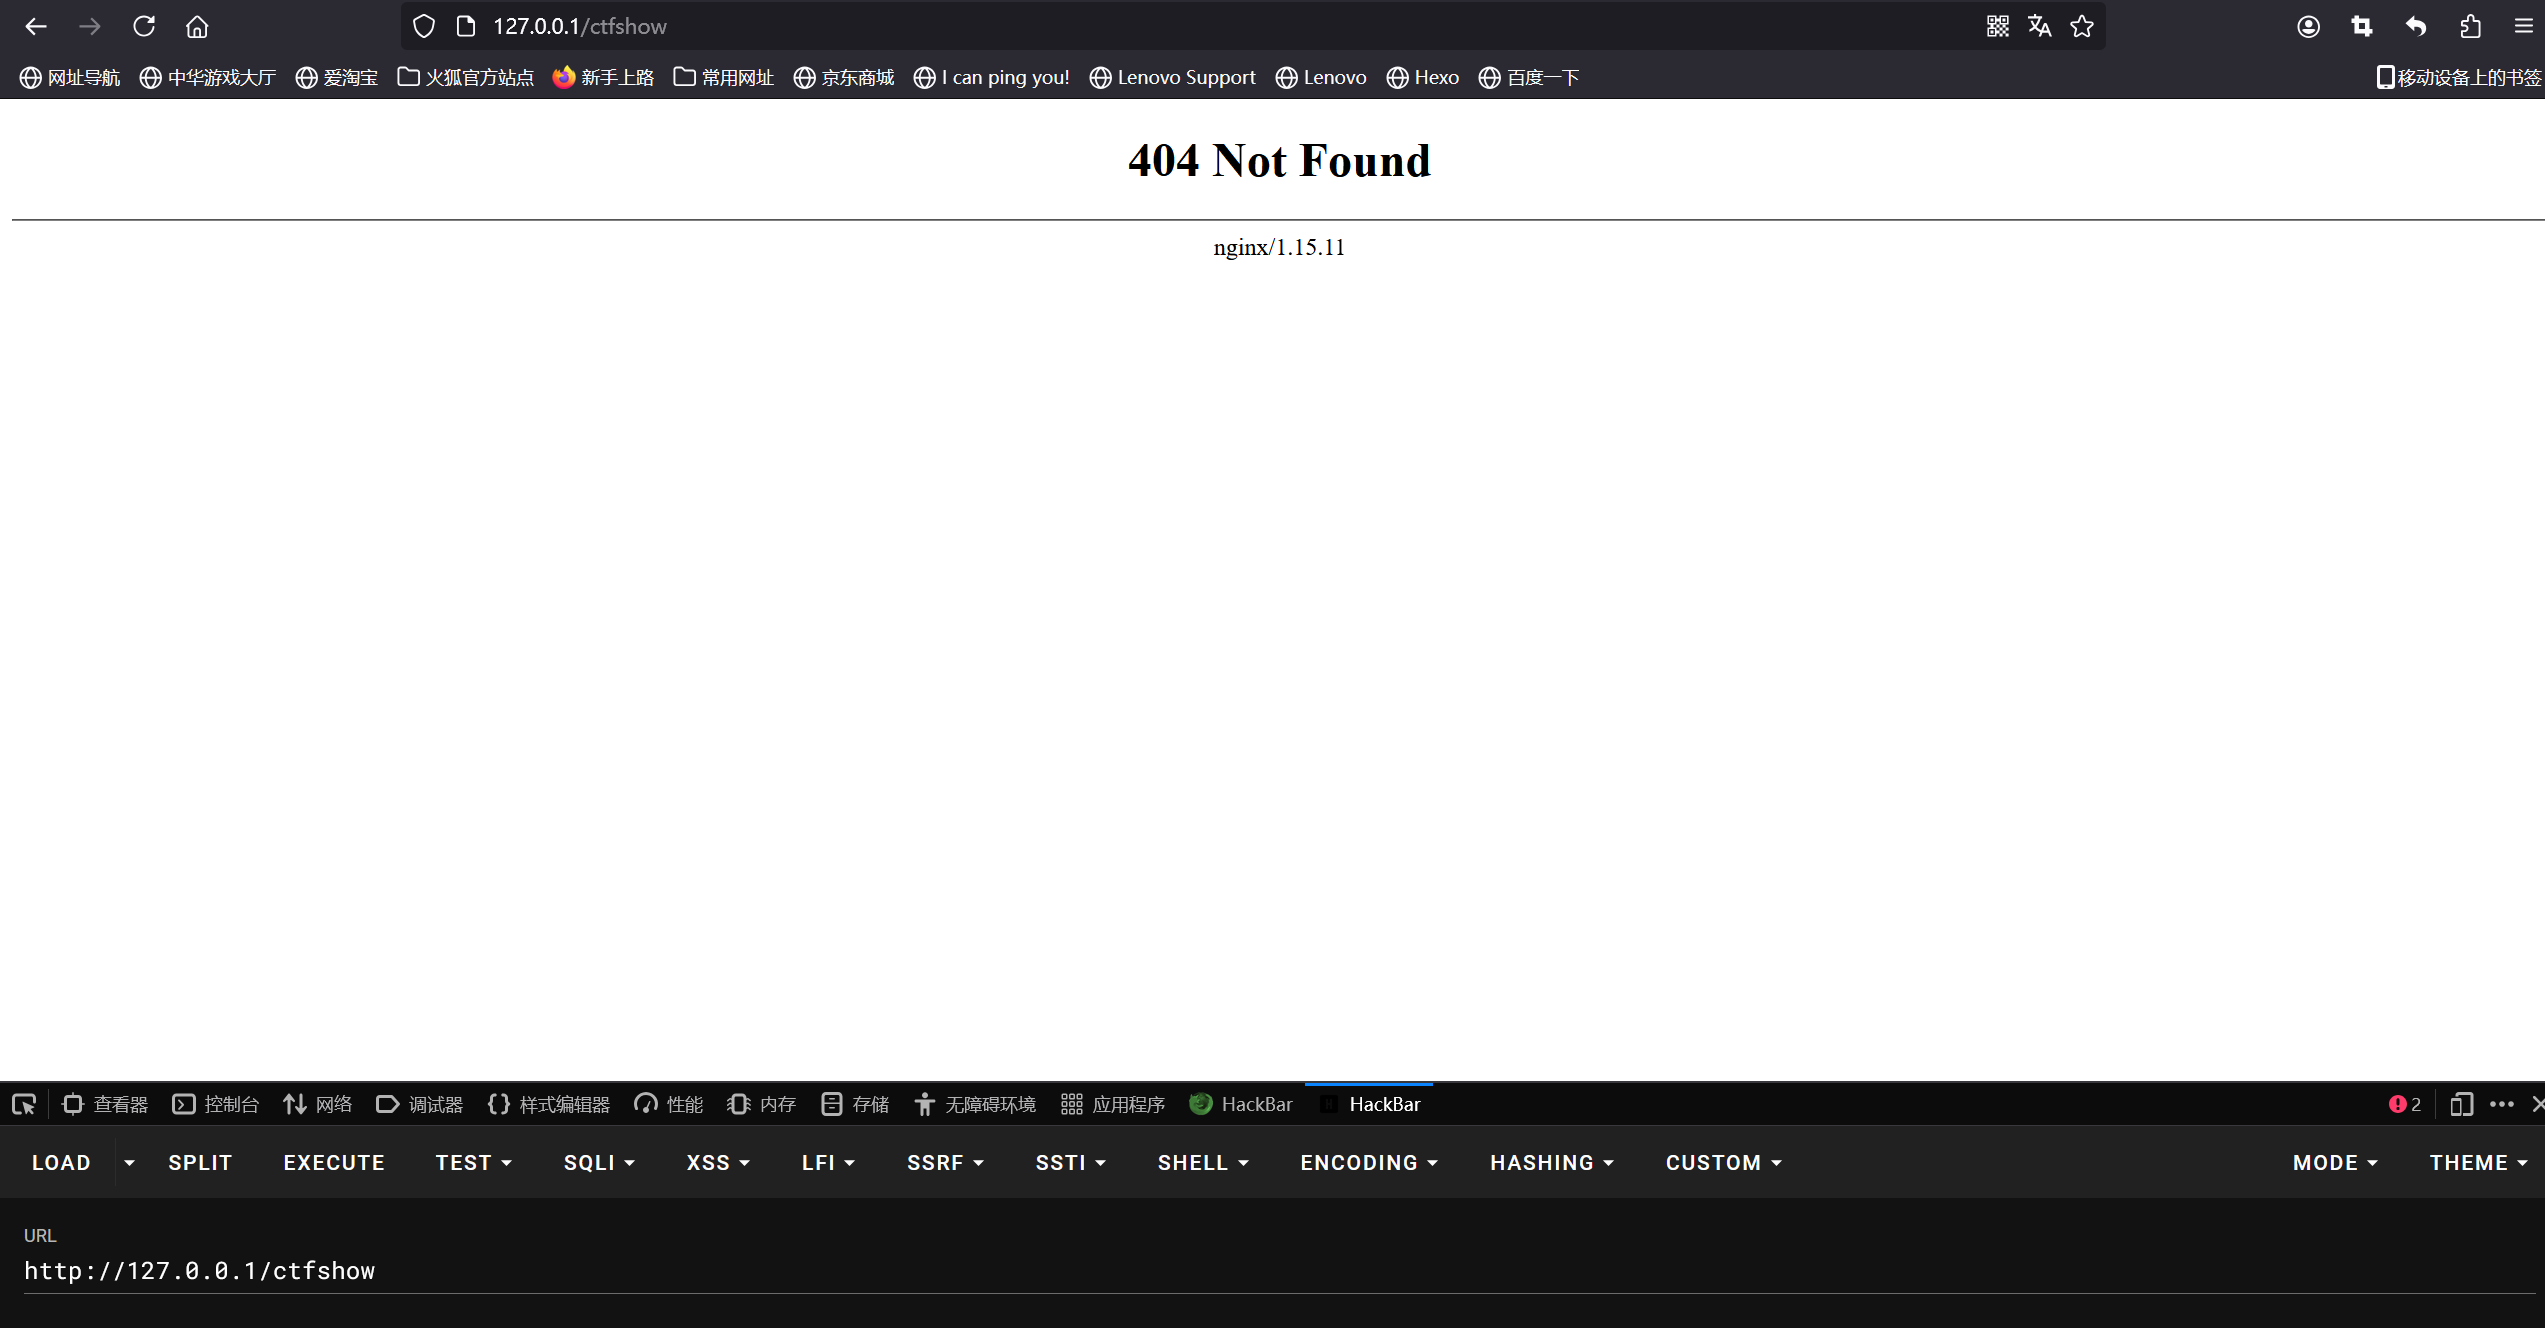 127.0.0.1/ctfshow
网址导航 中华游戏大厅 爱淘宝 火狐官方站点 新手上路 常用网址 京东商城 I can ping you! Lenovo Support Lenovo Hexo 百度一下 移动设备上的书签
404 Not Found
nginx/1.15.11
查看器 控制台 网络 调试器 样式编辑器 性能 内存 存储 无障碍环境 应用程序 HackBar HackBar 2
LOAD SPLIT EXECUTE TEST SQLI XSS LFI SSRF SSTI SHELL ENCODING HASHING CUSTOM MODE THEME
URL
http://127.0.0.1/ctfshow